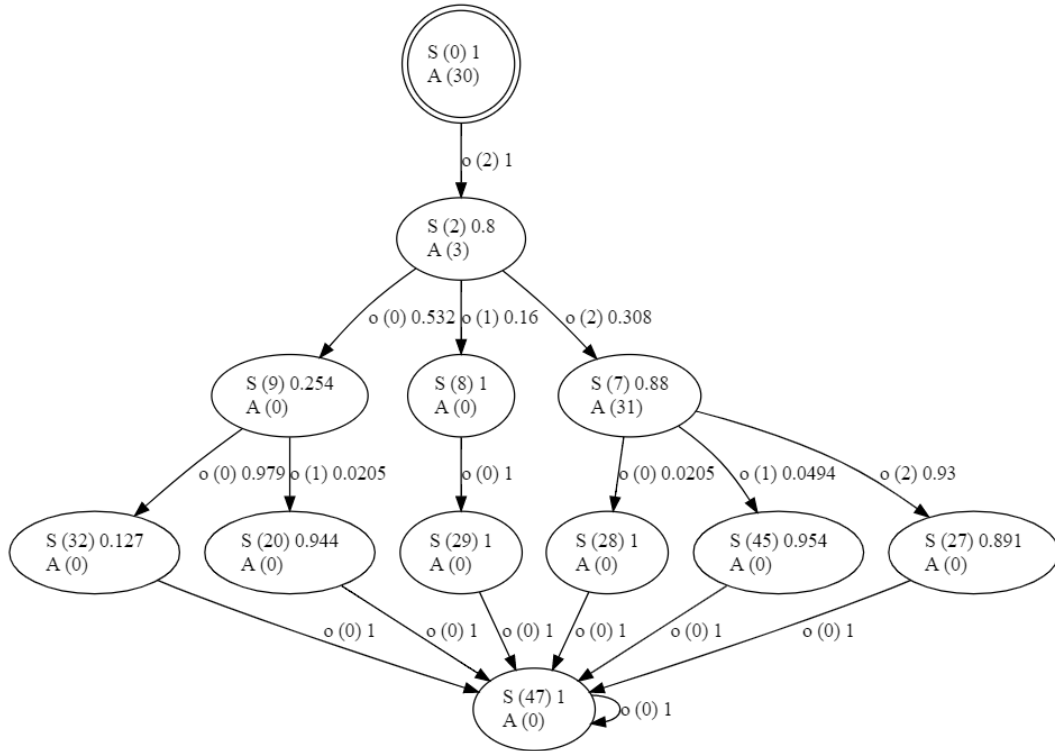 S (0) 1
A (30)
o (2) 1
S (2) 0.8
A (3)
o (0) 0.532
o (1) 0.16
o (2) 0.308
S (9) 0.254
A (0)
S (8) 1
A (0)
S (7) 0.88
A (31)
o (0) 0.979
o (1) 0.0205
o (0) 1
o (0) 0.0205
o (1) 0.0494
o (2) 0.93
S (32) 0.127
A (0)
S (20) 0.944
A (0)
S (29) 1
A (0)
S (28) 1
A (0)
S (45) 0.954
A (0)
S (27) 0.891
A (0)
o (0) 1
o (0) 1
o (0) 1
o (0) 1
o (0) 1
o (0) 1
S (47) 1
A (0)
o (0) 1